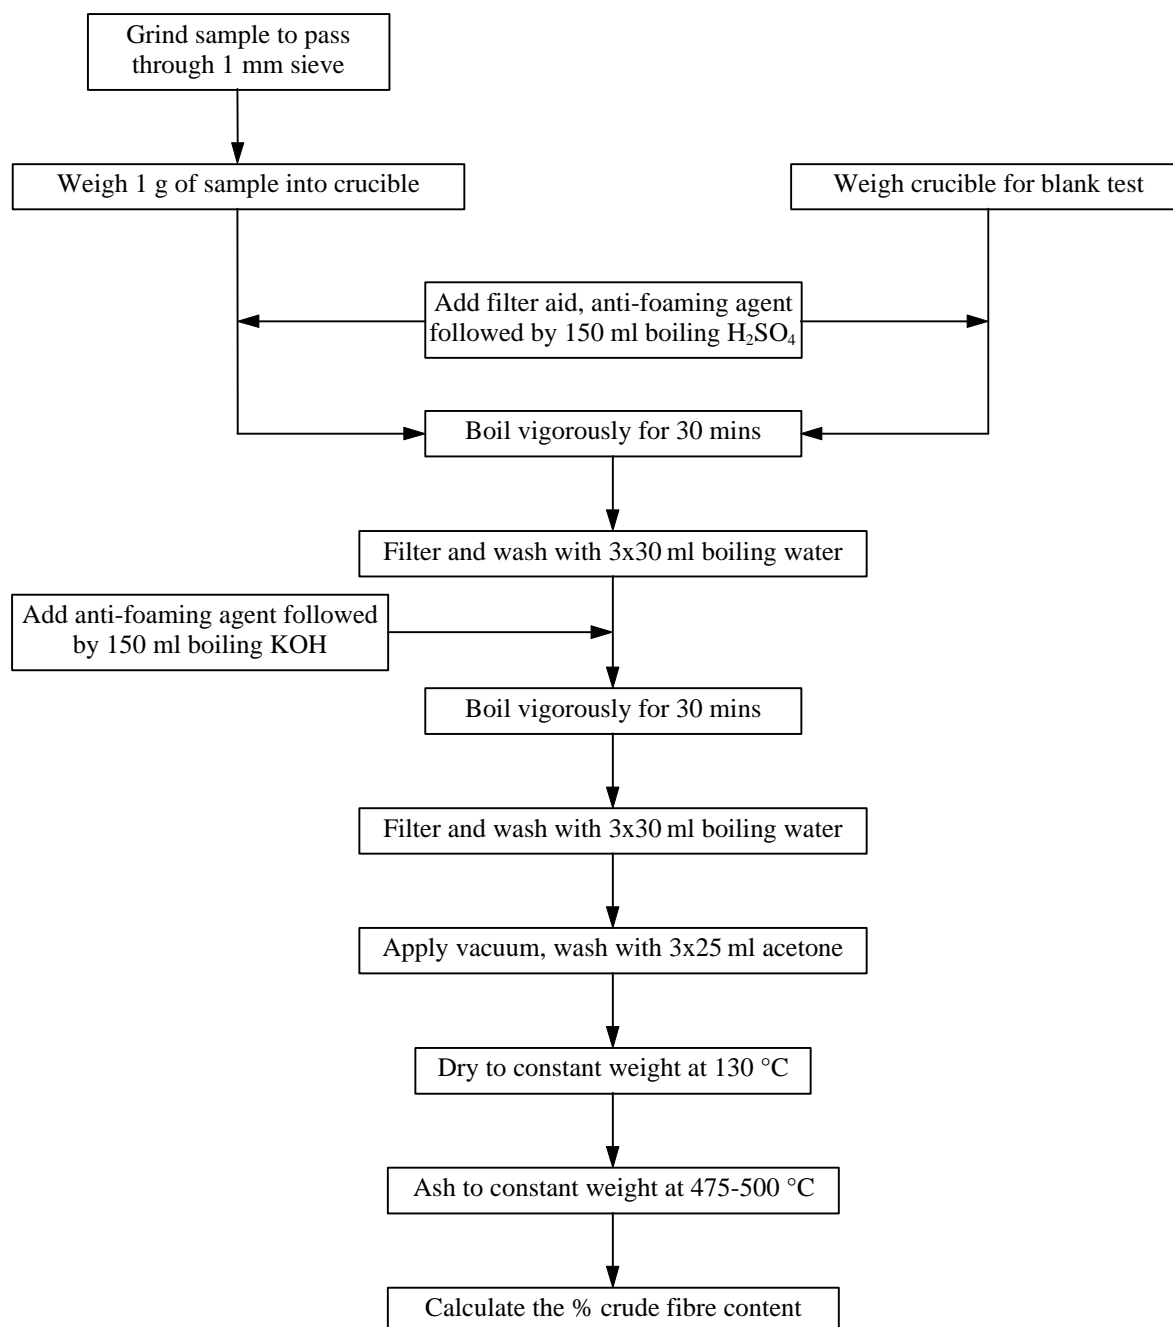 Grind sample to pass
through 1 mm sieve
Weigh 1 g of sample into crucible
Weigh crucible for blank test
Add filter aid, anti-foaming agent
followed by 150 ml boiling H₂SO₄
Boil vigorously for 30 mins
Filter and wash with 3x30 ml boiling water
Add anti-foaming agent followed
by 150 ml boiling KOH
Boil vigorously for 30 mins
Filter and wash with 3x30 ml boiling water
Apply vacuum, wash with 3x25 ml acetone
Dry to constant weight at 130 °C
Ash to constant weight at 475-500 °C
Calculate the % crude fibre content